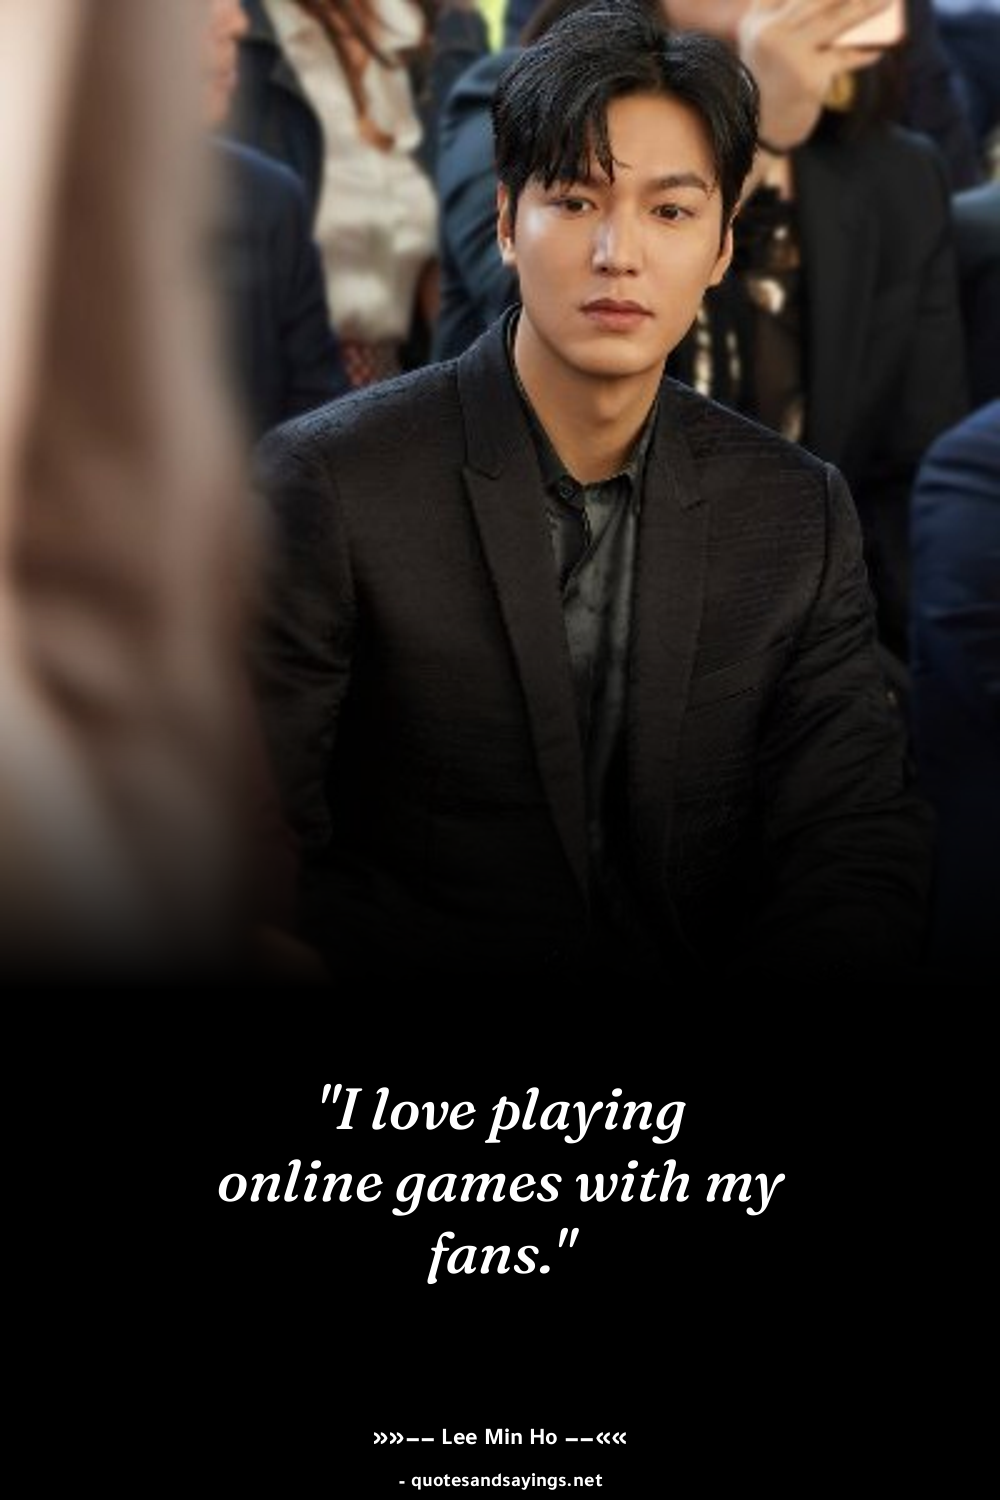 "I love playing
online games with my
fans."
»»−− Lee Min Ho −−««
- quotesandsayings.net